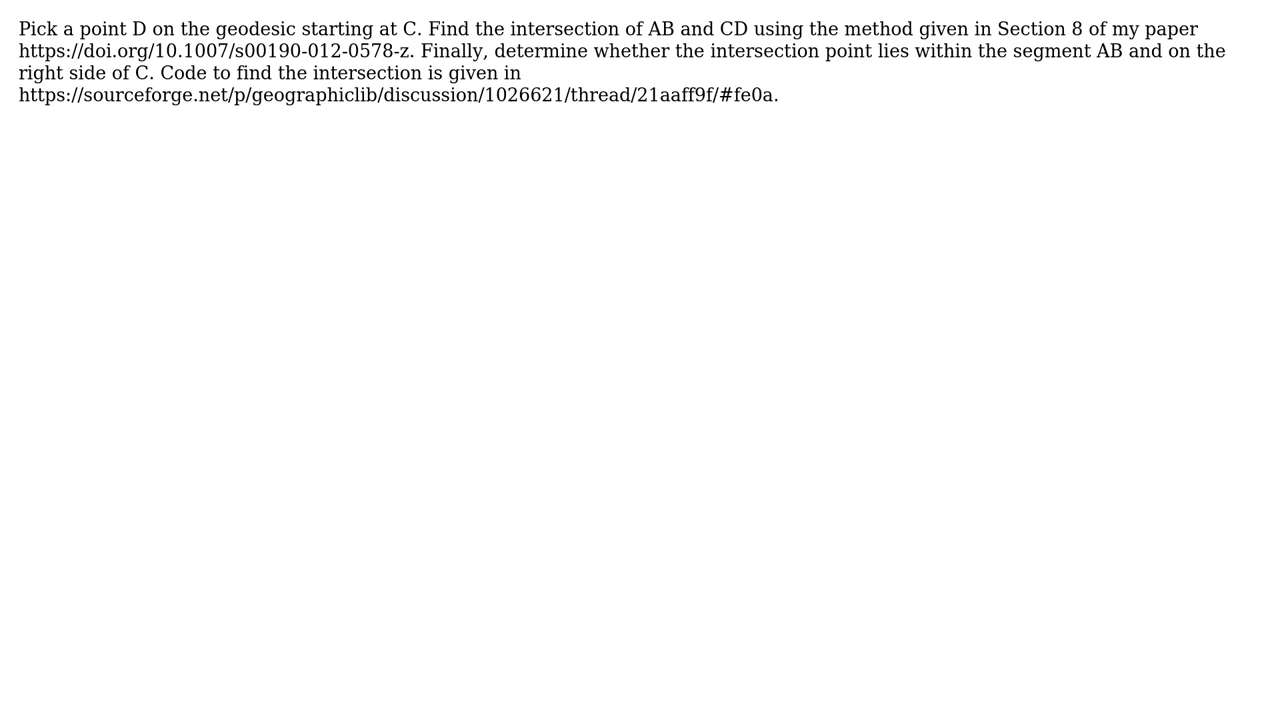 Pick a point D on the geodesic starting at C. Find the intersection of AB and CD using the method given in Section 8 of my paper
https://doi.org/10.1007/s00190-012-0578-z. Finally, determine whether the intersection point lies within the segment AB and on the
right side of C. Code to find the intersection is given in
https://sourceforge.net/p/geographiclib/discussion/1026621/thread/21aaff9f/#fe0a.